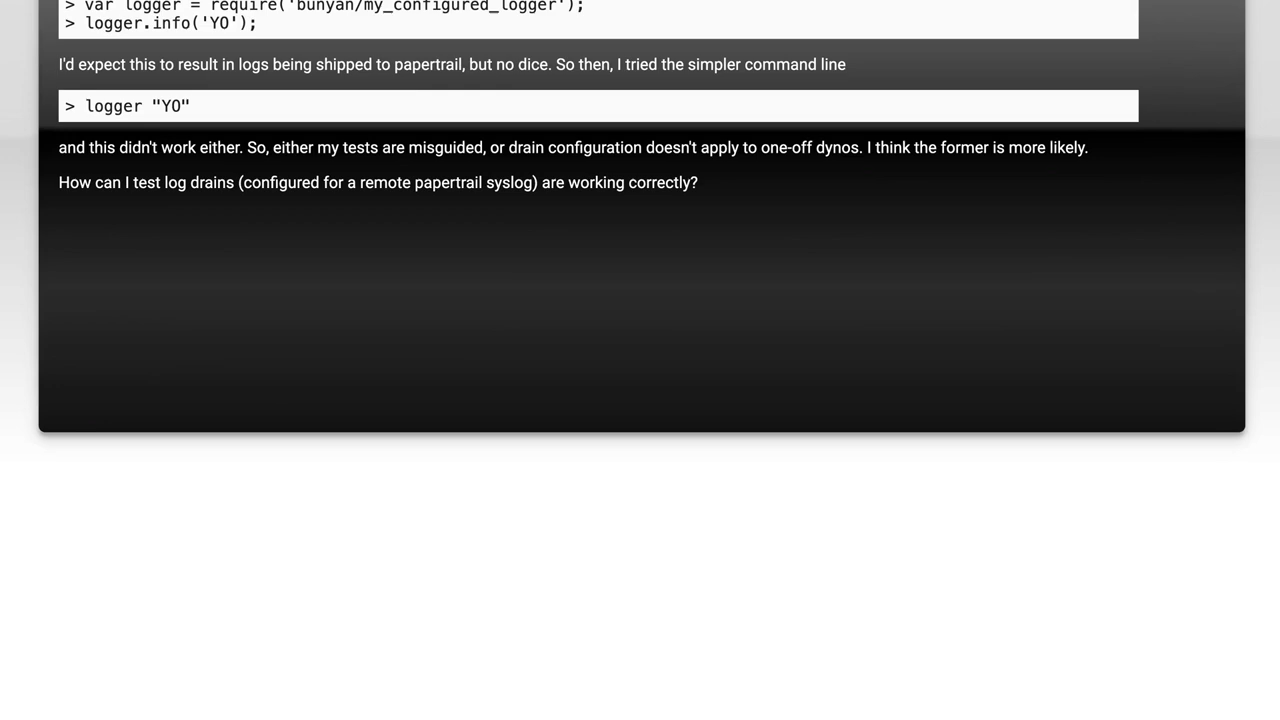 > var logger = require('bunyan/my_configured_logger');
> logger.info('YO');
I'd expect this to result in logs being shipped to papertrail, but no dice. So then, I tried the simpler command line
> logger "YO"
and this didn't work either. So, either my tests are misguided, or drain configuration doesn't apply to one-off dynos. I think the former is more likely.
How can I test log drains (configured for a remote papertrail syslog) are working correctly?